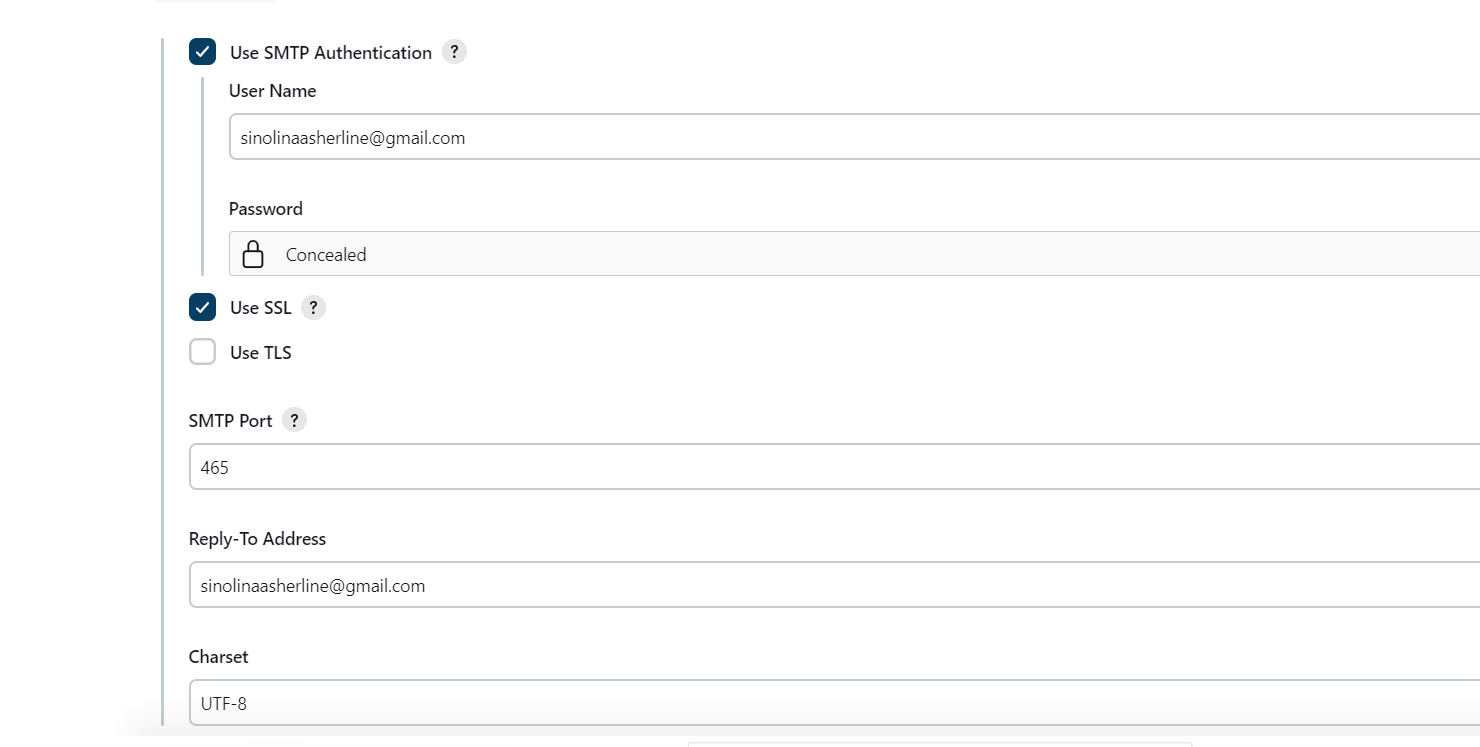 Use SMTP Authentication ?
User Name
sinolinaasherline@gmail.com
Password
Concealed
Use SSL ?
Use TLS
SMTP Port ?
465
Reply-To Address
sinolinaasherline@gmail.com
Charset
UTF-8